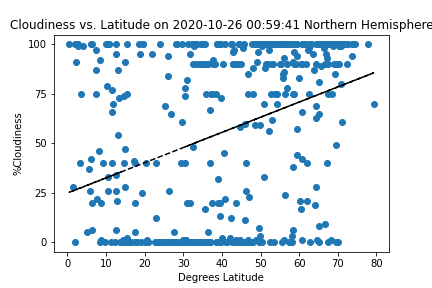 Cloudiness vs. Latitude on 2020-10-26 00:59:41 Northern Hemisphere
100
75
50
25
0
%Cloudiness
0 10 20 30 40 50 60 70 80
Degrees Latitude